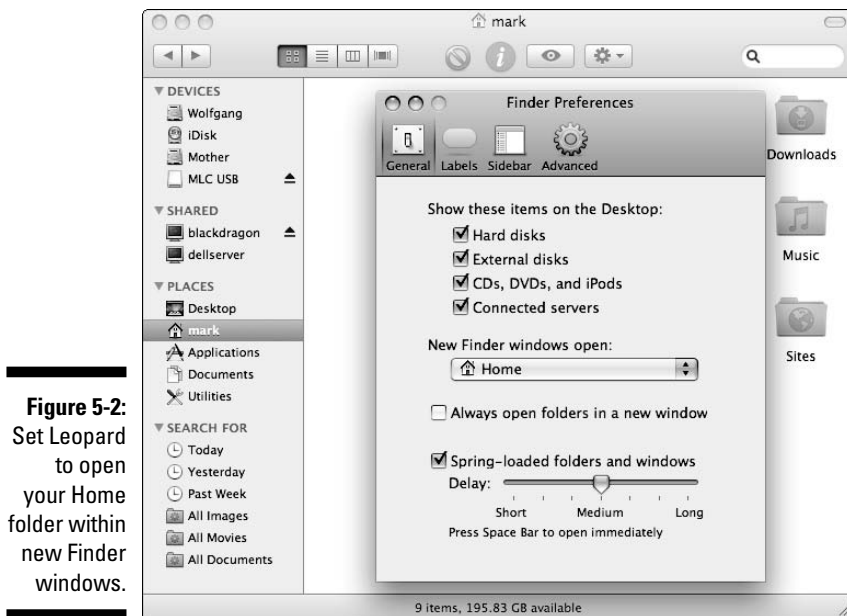 mark
DEVICES
Wolfgang
iDisk
Mother
MLC USB
SHARED
blackdragon
dellserver
PLACES
Desktop
mark
Applications
Documents
Utilities
SEARCH FOR
Today
Yesterday
Past Week
All Images
All Movies
All Documents
Finder Preferences
General Labels Sidebar Advanced
Show these items on the Desktop:
Hard disks
External disks
CDs, DVDs, and iPods
Connected servers
New Finder windows open:
Home
Always open folders in a new window
Spring-loaded folders and windows
Delay:
Short Medium Long
Press Space Bar to open immediately
Downloads
Music
Sites
9 items, 195.83 GB available
Figure 5-2:
Set Leopard
to open
your Home
folder within
new Finder
windows.